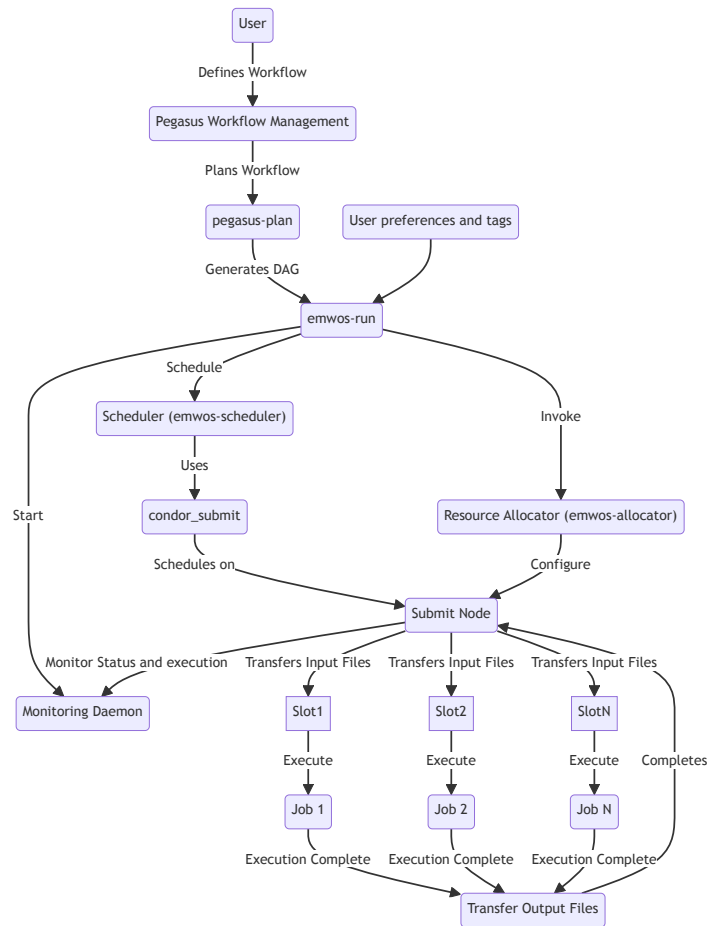 User
Defines Workflow
Pegasus Workflow Management
Plans Workflow
pegasus-plan
User preferences and tags
Generates DAG
emwos-run
Schedule
Scheduler (emwos-scheduler)
Invoke
Uses
Start
condor_submit
Resource Allocator (emwos-allocator)
Schedules on
Configure
Submit Node
Monitor Status and execution
Transfers Input Files
Transfers Input Files
Transfers Input Files
Monitoring Daemon
Slot1
Slot2
SlotN
Execute
Execute
Execute
Completes
Job 1
Job 2
Job N
Execution Complete
Execution Complete
Execution Complete
Transfer Output Files